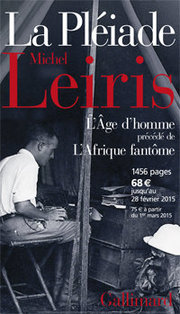 La Pléiade
Michel
Leiris
L'Âge d'homme
précédé de
L'Afrique fantôme
1456 pages
68 €
jusqu'au
28 février 2015
75 € à partir
du 1er mars 2015
Gallimard